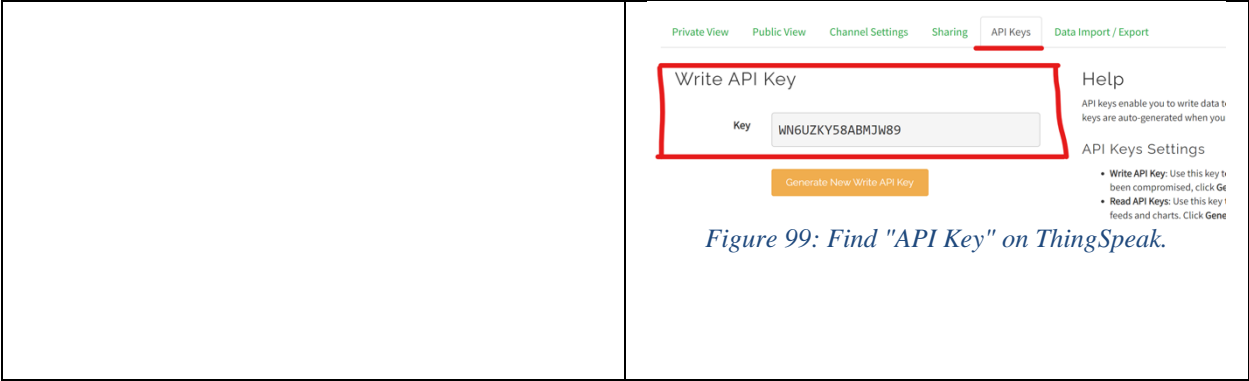 Private View Public View Channel Settings Sharing API Keys Data Import / Export
Write API Key
Key WN6UZKY58ABMJW89
Generate New Write API Key
Help
API keys enable you to write data
keys are auto-generated when you
API Keys Settings
• Write API Key: Use this key
been compromised, click
• Read API Keys: Use this key
feeds and charts. Click
Figure 99: Find "API Key" on ThingSpeak.